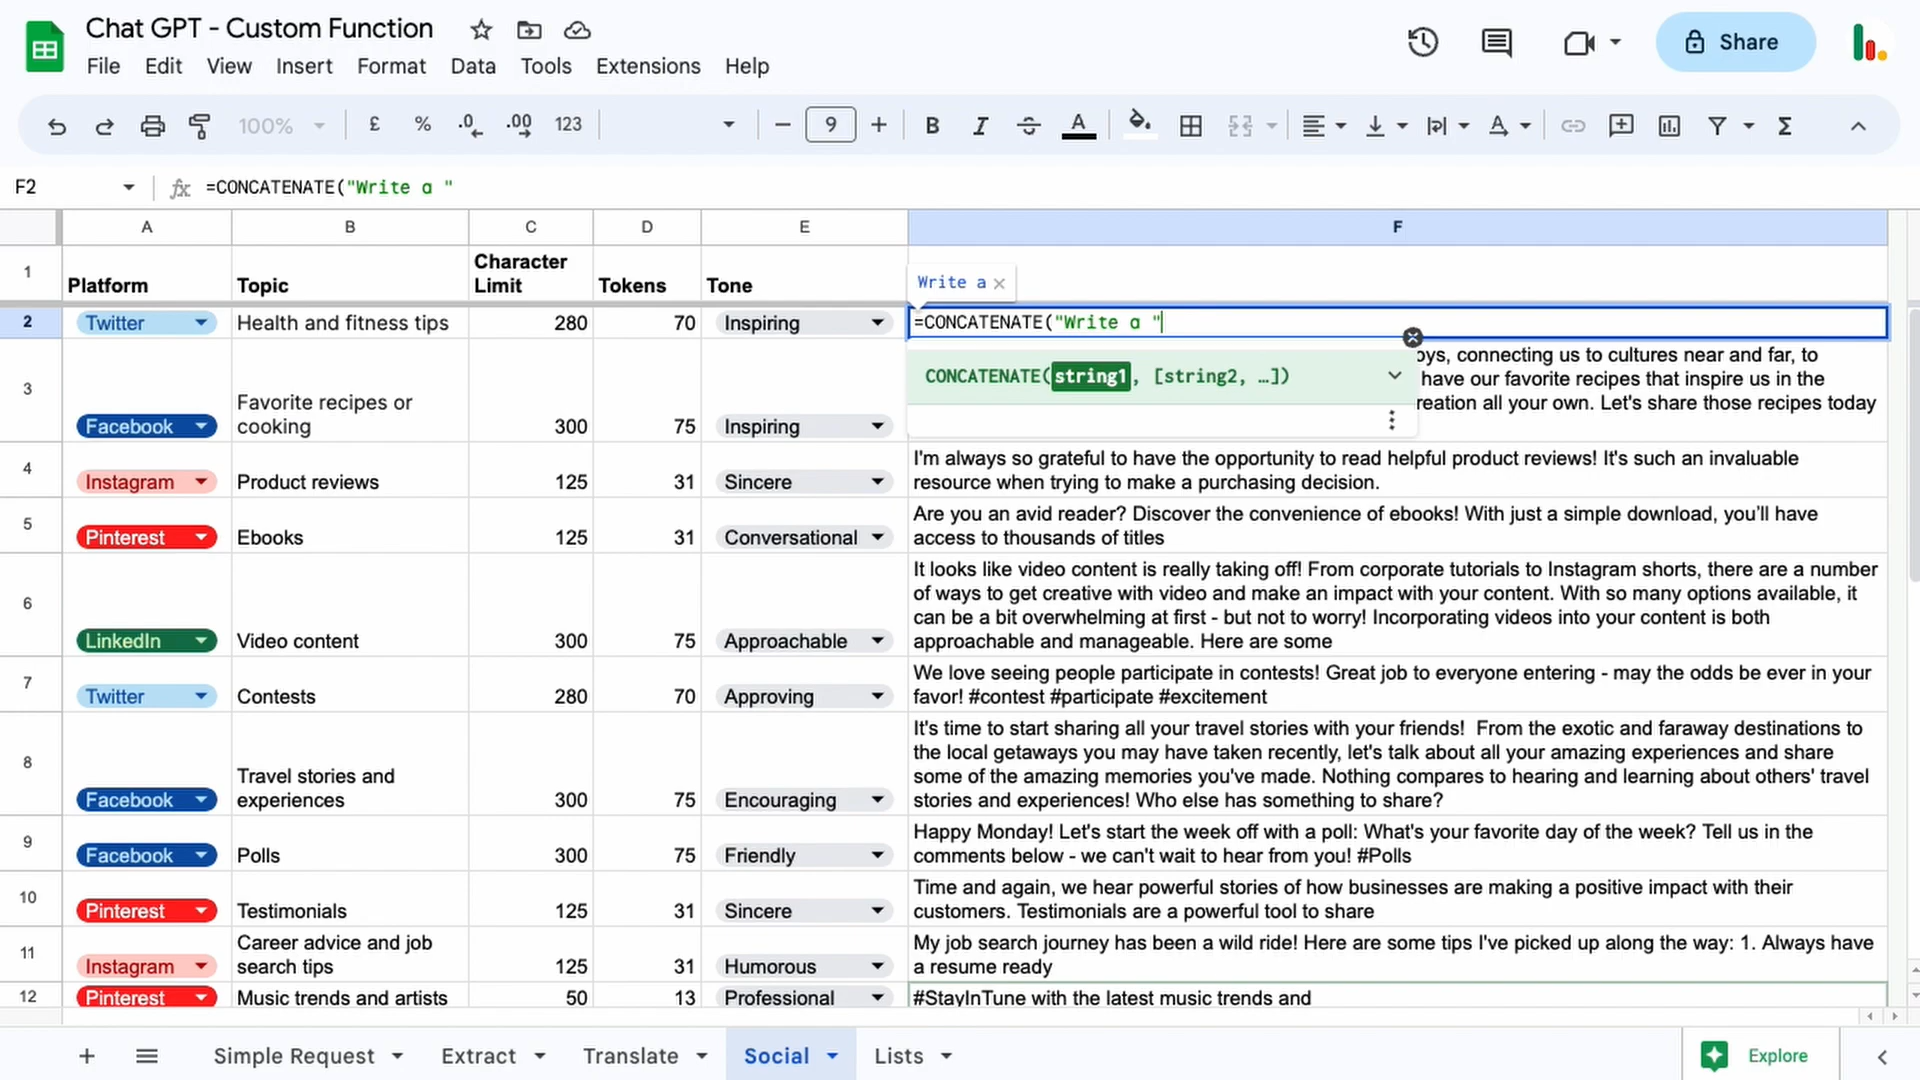 Chat GPT - Custom Function
File Edit View Insert Format Data Tools Extensions Help
Share
100% £ % .0 .00 123 9 B I A Σ
F2 fx =CONCATENATE("Write a "
A B C D E F
1 Platform Topic Character Limit Tokens Tone
Write a ×
2 Twitter Health and fitness tips 280 70 Inspiring =CONCATENATE("Write a "
CONCATENATE(string1, [string2, …])
oys, connecting us to cultures near and far, to
have our favorite recipes that inspire us in the
reation all your own. Let's share those recipes today
3 Facebook Favorite recipes or cooking 300 75 Inspiring
4 Instagram Product reviews 125 31 Sincere
I'm always so grateful to have the opportunity to read helpful product reviews! It's such an invaluable
resource when trying to make a purchasing decision.
5 Pinterest Ebooks 125 31 Conversational
Are you an avid reader? Discover the convenience of ebooks! With just a simple download, you’ll have
access to thousands of titles
6 LinkedIn Video content 300 75 Approachable
It looks like video content is really taking off! From corporate tutorials to Instagram shorts, there are a number
of ways to get creative with video and make an impact with your content. With so many options available, it
can be a bit overwhelming at first - but not to worry! Incorporating videos into your content is both
approachable and manageable. Here are some
7 Twitter Contests 280 70 Approving
We love seeing people participate in contests! Great job to everyone entering - may the odds be ever in your
favor! #contest #participate #excitement
8 Facebook Travel stories and experiences 300 75 Encouraging
It's time to start sharing all your travel stories with your friends!  From the exotic and faraway destinations to
the local getaways you may have taken recently, let's talk about all your amazing experiences and share
some of the amazing memories you've made. Nothing compares to hearing and learning about others' travel
stories and experiences! Who else has something to share?
9 Facebook Polls 300 75 Friendly
Happy Monday! Let's start the week off with a poll: What's your favorite day of the week? Tell us in the
comments below - we can't wait to hear from you! #Polls
10 Pinterest Testimonials 125 31 Sincere
Time and again, we hear powerful stories of how businesses are making a positive impact with their
customers. Testimonials are a powerful tool to share
11 Instagram Career advice and job search tips 125 31 Humorous
My job search journey has been a wild ride! Here are some tips I've picked up along the way: 1. Always have
a resume ready
12 Pinterest Music trends and artists 50 13 Professional #StayInTune with the latest music trends and
Simple Request Extract Translate Social Lists Explore